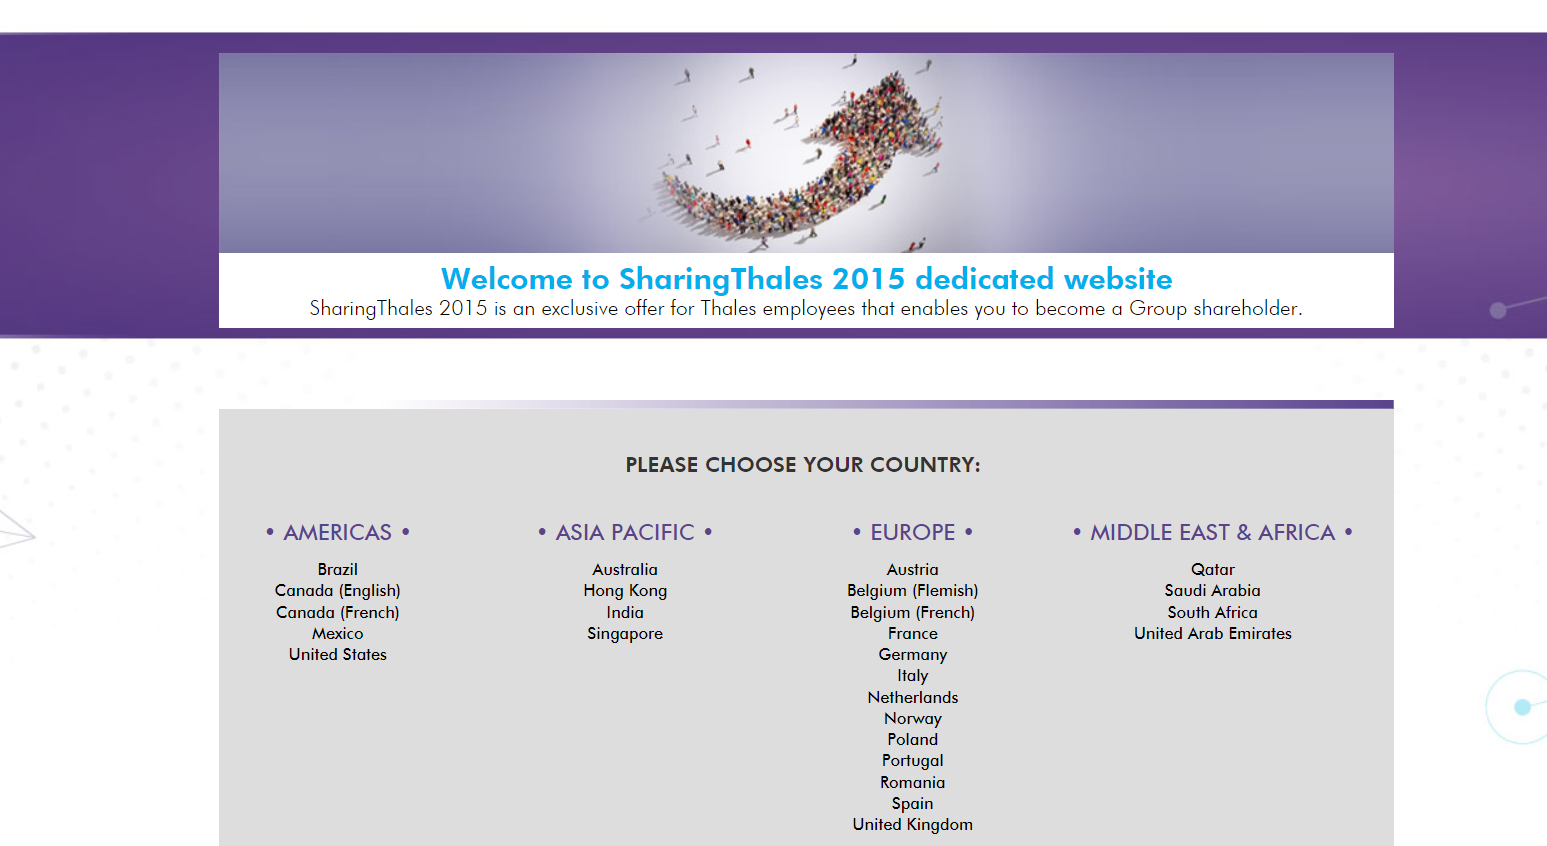 Welcome to SharingThales 2015 dedicated website
SharingThales 2015 is an exclusive offer for Thales employees that enables you to become a Group shareholder.
PLEASE CHOOSE YOUR COUNTRY:
• AMERICAS •
Brazil
Canada (English)
Canada (French)
Mexico
United States
• ASIA PACIFIC •
Australia
Hong Kong
India
Singapore
• EUROPE •
Austria
Belgium (Flemish)
Belgium (French)
France
Germany
Italy
Netherlands
Norway
Poland
Portugal
Romania
Spain
United Kingdom
• MIDDLE EAST & AFRICA •
Qatar
Saudi Arabia
South Africa
United Arab Emirates